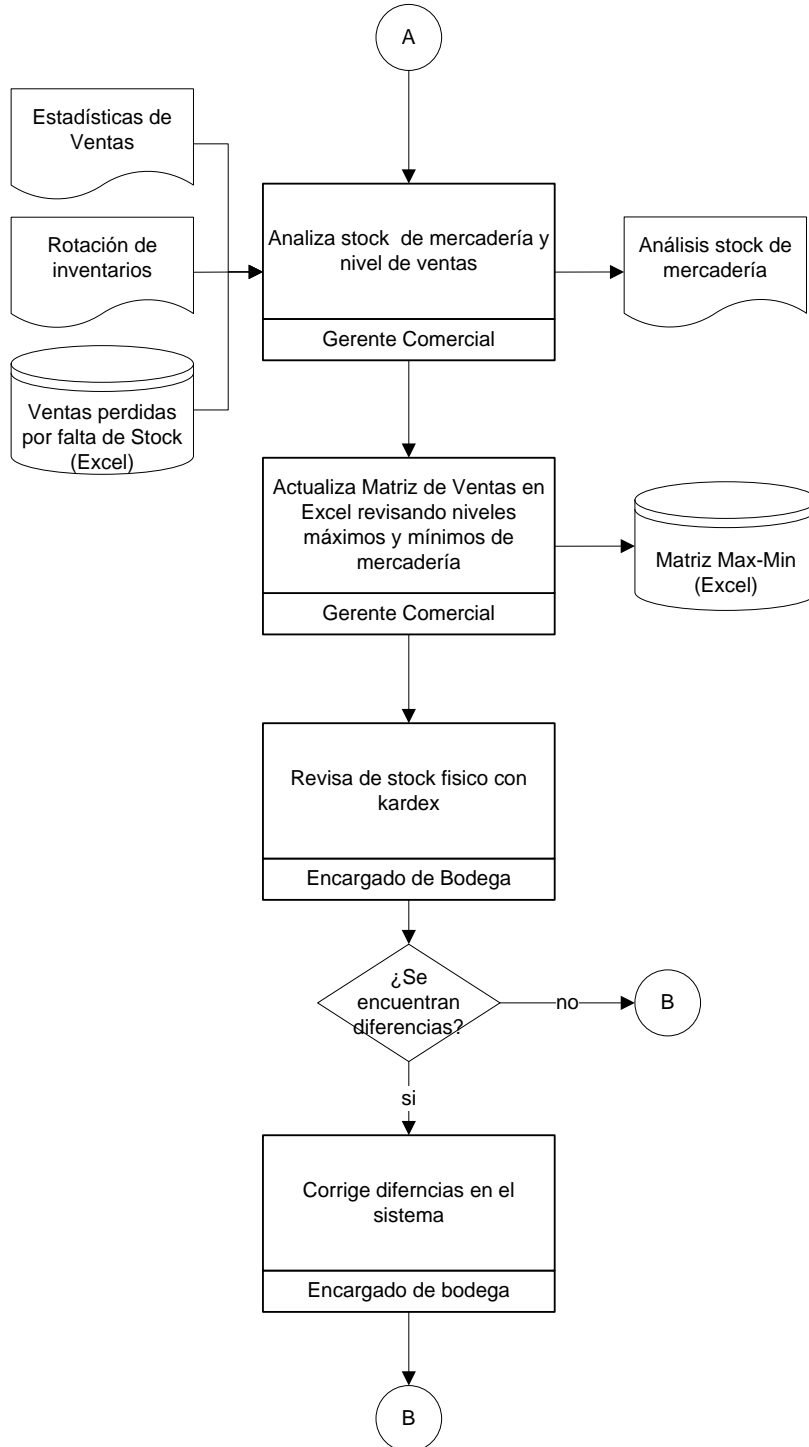 A
Estadísticas de
Ventas
Rotación de
inventarios
Ventas perdidas
por falta de Stock
(Excel)
Analiza stock de mercadería y
nivel de ventas
Gerente Comercial
Análisis stock de
mercadería
Actualiza Matriz de Ventas en
Excel revisando niveles
máximos y mínimos de
mercadería
Gerente Comercial
Matriz Max-Min
(Excel)
Revisa de stock fisico con
kardex
Encargado de Bodega
¿Se
encuentran
diferencias?
no
B
si
Corrige diferncias en el
sistema
Encargado de bodega
B